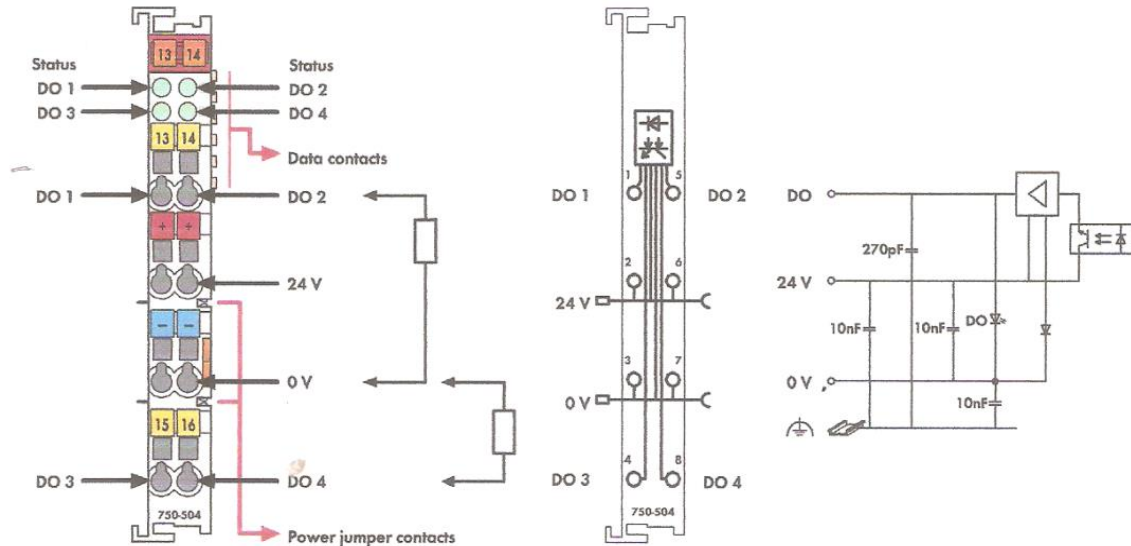 13 14
Status
Status
DO 1
DO 2
DO 3
DO 4
13 14
Data contacts
DO 1
DO 2
+ +
24 V
- -
0 V
15 16
DO 3
DO 4
750-504
Power jumper contacts
1 5
DO 1
DO 2
2 6
24 V
3 7
0 V
4 8
DO 3
DO 4
750-504
DO
270pF
24 V
10nF
10nF
DO
0 V
10nF